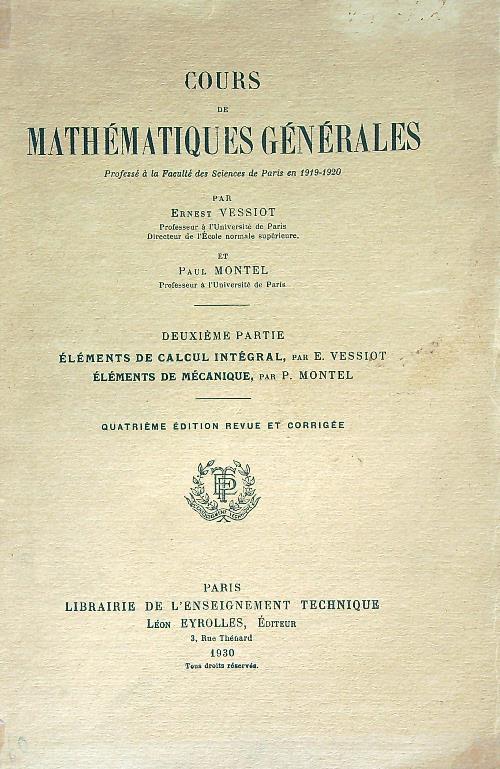 COURS
DE
MATHÉMATIQUES GÉNÉRALES
Professé à la Faculté des Sciences de Paris en 1919-1920
PAR
ERNEST VESSIOT
Professeur à l'Université de Paris
Directeur de l'École normale supérieure.
ET
PAUL MONTEL
Professeur à l'Université de Paris
DEUXIÈME PARTIE
ÉLÉMENTS DE CALCUL INTÉGRAL, PAR E. VESSIOT
ÉLÉMENTS DE MÉCANIQUE, PAR P. MONTEL
QUATRIÈME ÉDITION REVUE ET CORRIGÉE
PARIS
LIBRAIRIE DE L'ENSEIGNEMENT TECHNIQUE
LÉON EYROLLES, ÉDITEUR
3, Rue Thénard
1930
Tous droits réservés.